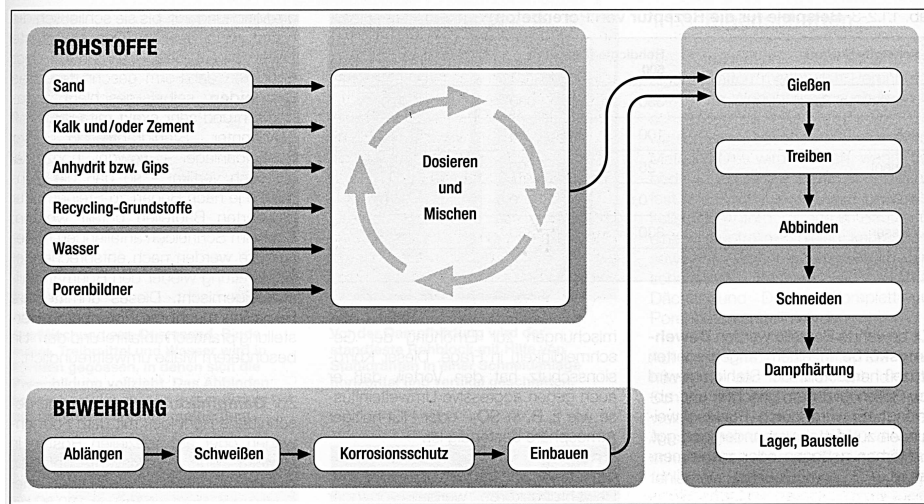 ROHSTOFFE
Sand
Kalk und/oder Zement
Anhydrit bzw. Gips
Recycling-Grundstoffe
Wasser
Porenbildner
Dosieren
und
Mischen
BEWEHRUNG
Ablängen
Schweißen
Korrosionsschutz
Einbauen
Gießen
Treiben
Abbinden
Schneiden
Dampfhärtung
Lager, Baustelle